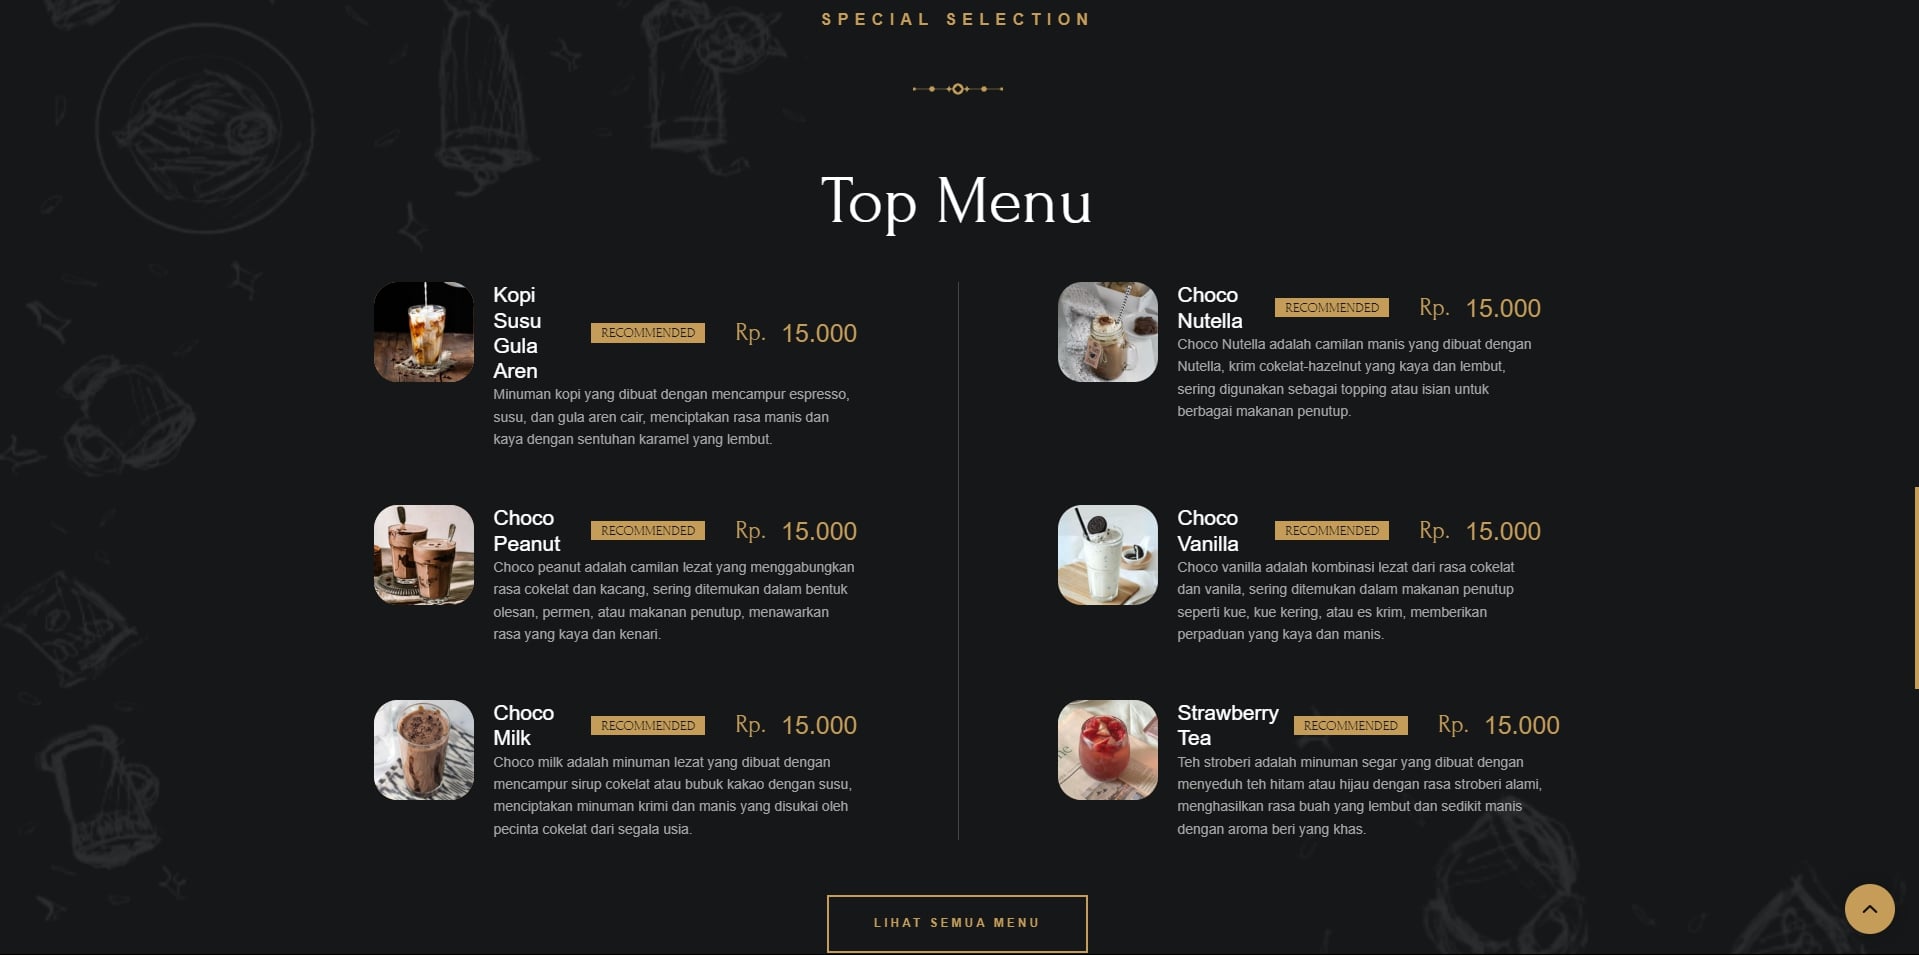 SPECIAL SELECTION
Top Menu
Kopi
Susu
Gula
Aren
RECOMMENDED
Rp. 15.000
Minuman kopi yang dibuat dengan mencampur espresso,
susu, dan gula aren cair, menciptakan rasa manis dan
kaya dengan sentuhan karamel yang lembut.
Choco
Peanut
RECOMMENDED
Rp. 15.000
Choco peanut adalah camilan lezat yang menggabungkan
rasa cokelat dan kacang, sering ditemukan dalam bentuk
olesan, permen, atau makanan penutup, menawarkan
rasa yang kaya dan kenari.
Choco
Milk
RECOMMENDED
Rp. 15.000
Choco milk adalah minuman lezat yang dibuat dengan
mencampur sirup cokelat atau bubuk kakao dengan susu,
menciptakan minuman krimi dan manis yang disukai oleh
pecinta cokelat dari segala usia.
Choco
Nutella
RECOMMENDED
Rp. 15.000
Choco Nutella adalah camilan manis yang dibuat dengan
Nutella, krim cokelat-hazelnut yang kaya dan lembut,
sering digunakan sebagai topping atau isian untuk
berbagai makanan penutup.
Choco
Vanilla
RECOMMENDED
Rp. 15.000
Choco vanilla adalah kombinasi lezat dari rasa cokelat
dan vanila, sering ditemukan dalam makanan penutup
seperti kue, kue kering, atau es krim, memberikan
perpaduan yang kaya dan manis.
Strawberry
Tea
RECOMMENDED
Rp. 15.000
Teh stroberi adalah minuman segar yang dibuat dengan
menyeduh teh hitam atau hijau dengan rasa stroberi alami,
menghasilkan rasa buah yang lembut dan sedikit manis
dengan aroma beri yang khas.
LIHAT SEMUA MENU